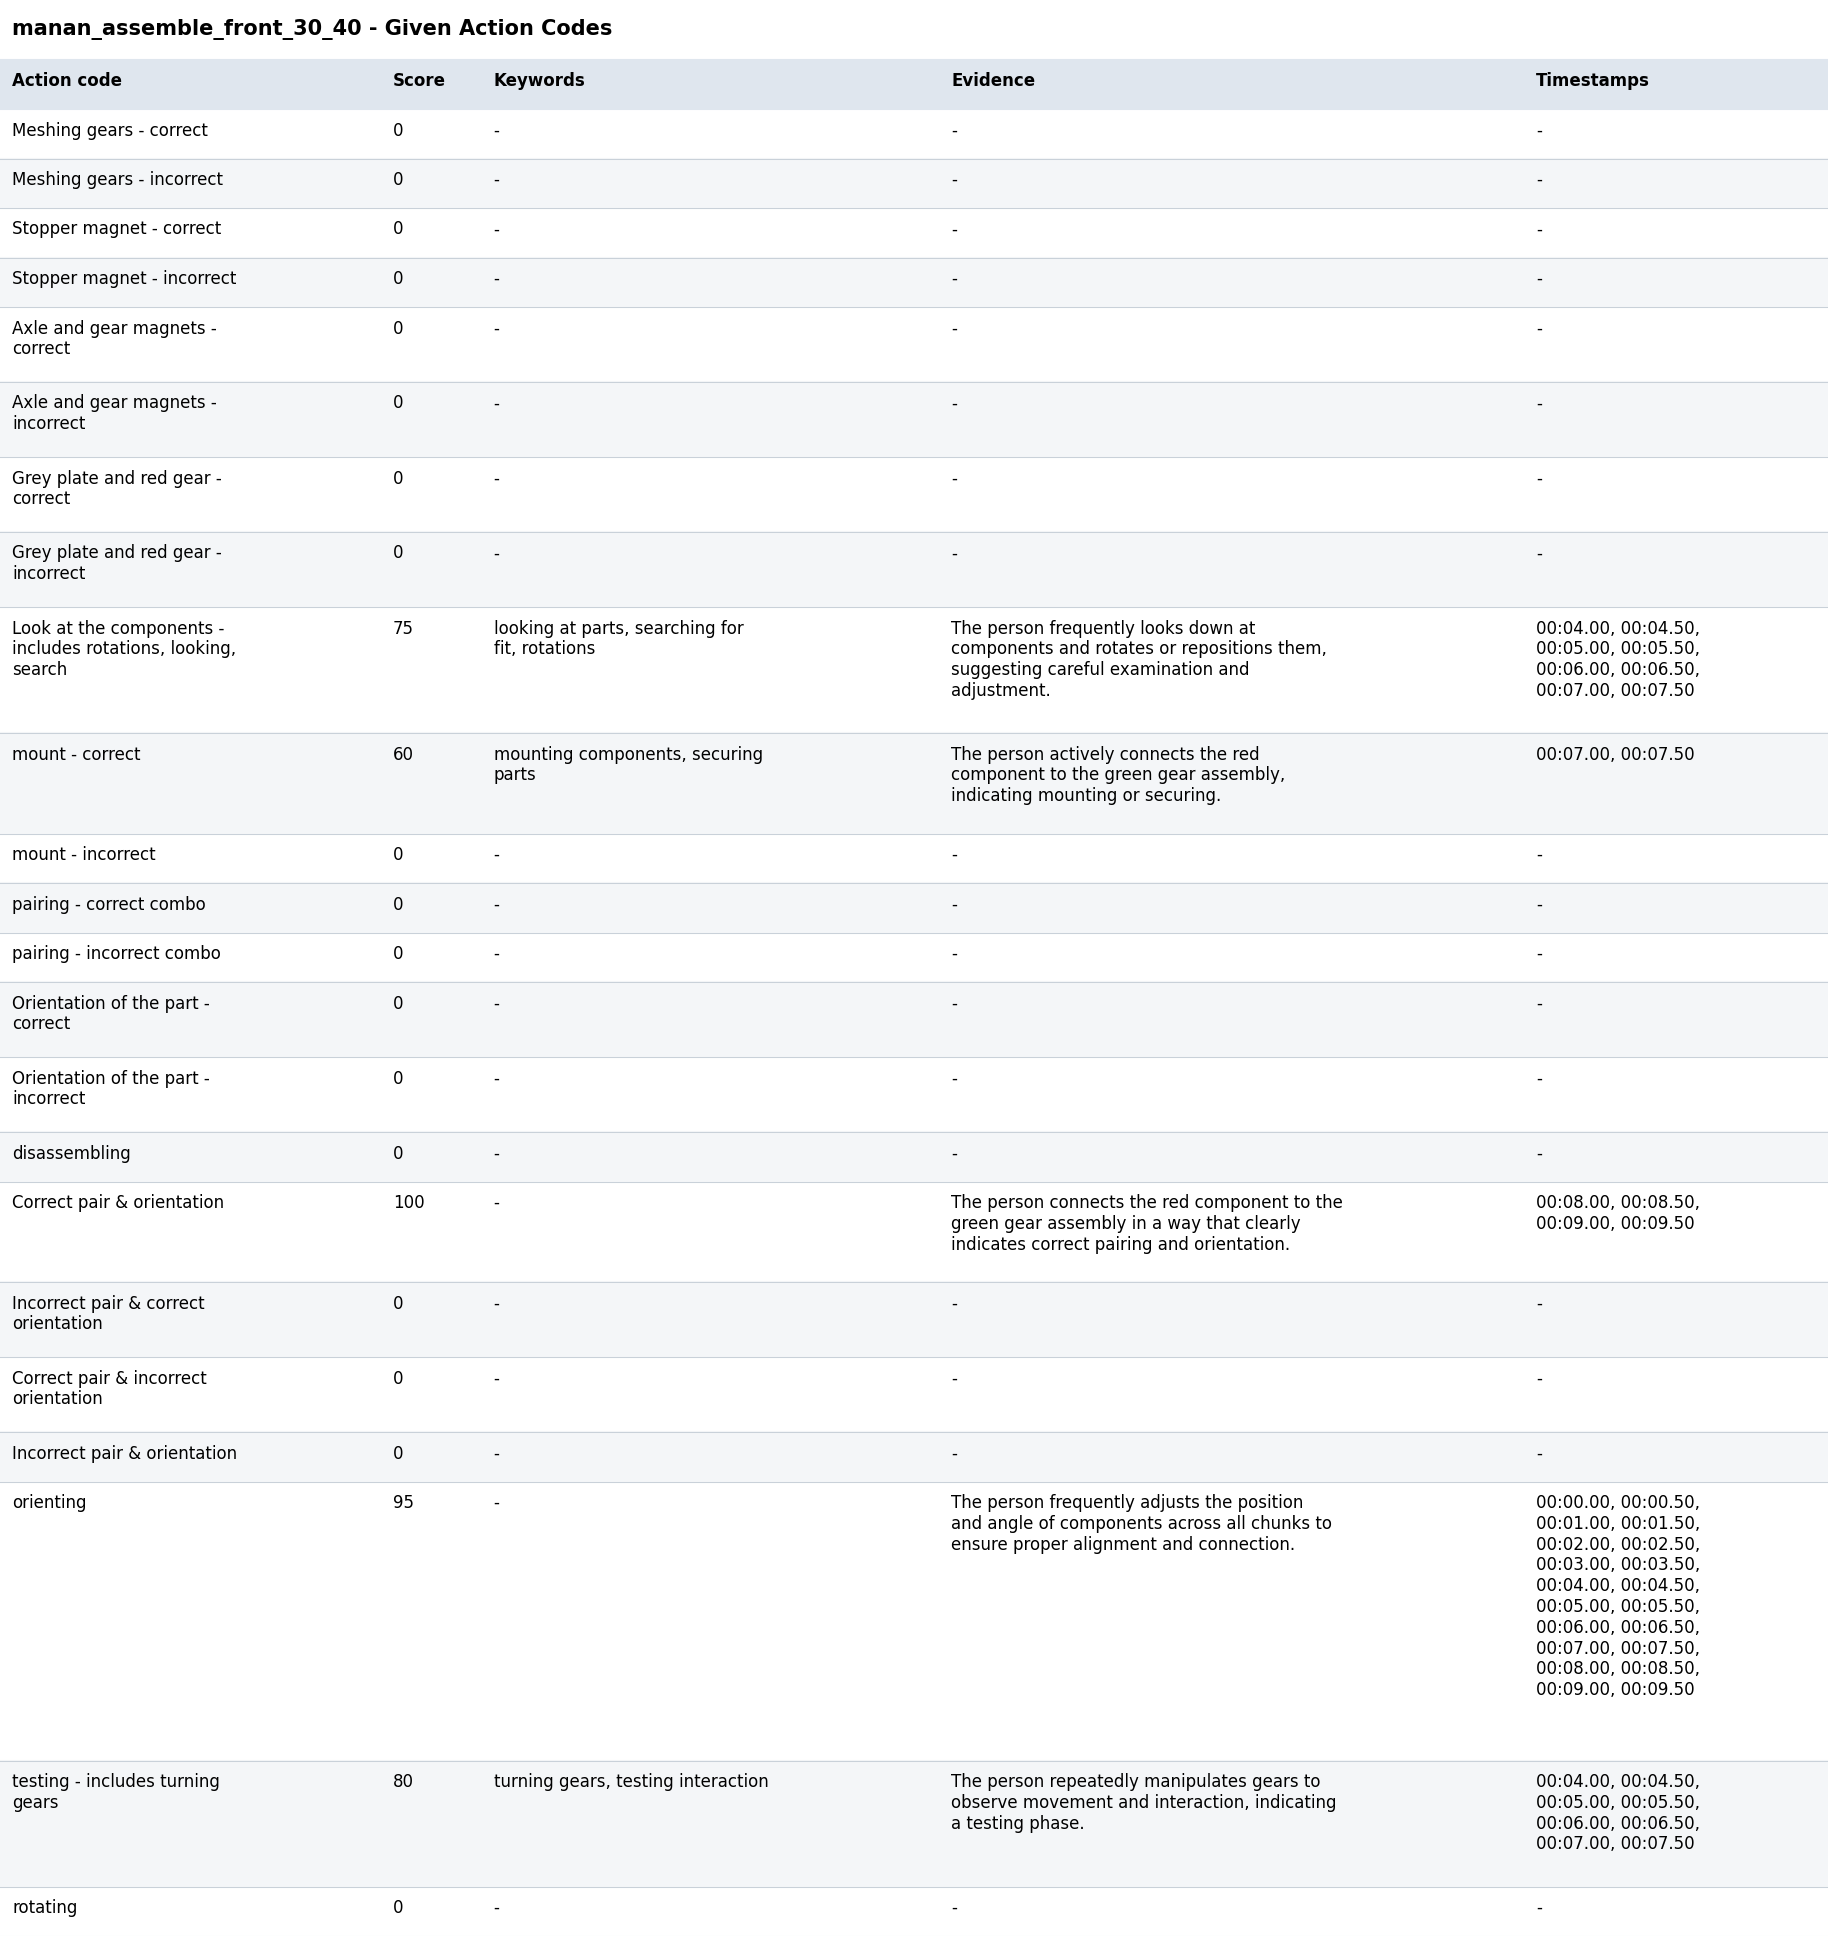 manan_assemble_front_30_40 - Given Action Codes
Action code Score Keywords Evidence Timestamps
Meshing gears - correct 0 - - -
Meshing gears - incorrect 0 - - -
Stopper magnet - correct 0 - - -
Stopper magnet - incorrect 0 - - -
Axle and gear magnets - 0 - - -
correct
Axle and gear magnets - 0 - - -
incorrect
Grey plate and red gear - 0 - - -
correct
Grey plate and red gear - 0 - - -
incorrect
Look at the components - 75 looking at parts, searching for The person frequently looks down at 00:04.00, 00:04.50,
includes rotations, looking, fit, rotations components and rotates or repositions them, 00:05.00, 00:05.50,
search suggesting careful examination and 00:06.00, 00:06.50,
adjustment. 00:07.00, 00:07.50
mount - correct 60 mounting components, securing The person actively connects the red 00:07.00, 00:07.50
parts component to the green gear assembly,
indicating mounting or securing.
mount - incorrect 0 - - -
pairing - correct combo 0 - - -
pairing - incorrect combo 0 - - -
Orientation of the part - 0 - - -
correct
Orientation of the part - 0 - - -
incorrect
disassembling 0 - - -
Correct pair & orientation 100 - The person connects the red component to the 00:08.00, 00:08.50,
green gear assembly in a way that clearly 00:09.00, 00:09.50
indicates correct pairing and orientation.
Incorrect pair & correct 0 - - -
orientation
Correct pair & incorrect 0 - - -
orientation
Incorrect pair & orientation 0 - - -
orienting 95 - The person frequently adjusts the position 00:00.00, 00:00.50,
and angle of components across all chunks to 00:01.00, 00:01.50,
ensure proper alignment and connection. 00:02.00, 00:02.50,
00:03.00, 00:03.50,
00:04.00, 00:04.50,
00:05.00, 00:05.50,
00:06.00, 00:06.50,
00:07.00, 00:07.50,
00:08.00, 00:08.50,
00:09.00, 00:09.50
testing - includes turning 80 turning gears, testing interaction The person repeatedly manipulates gears to 00:04.00, 00:04.50,
gears observe movement and interaction, indicating 00:05.00, 00:05.50,
a testing phase. 00:06.00, 00:06.50,
00:07.00, 00:07.50
rotating 0 - - -